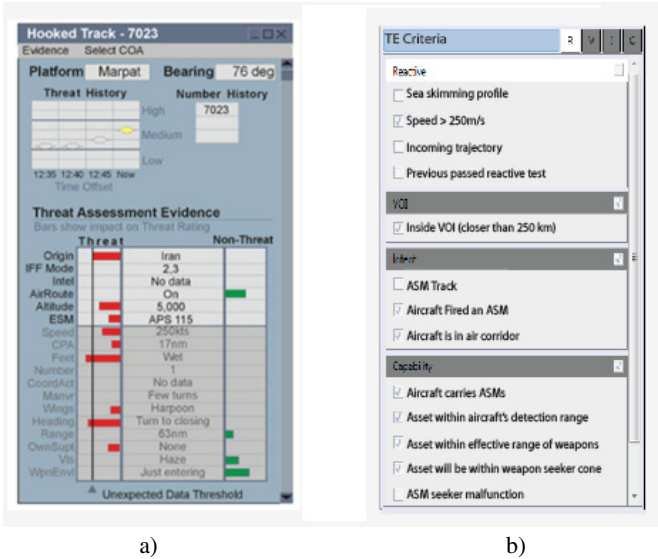 Hooked Track - 7023
Evidence Select COA
Platform Marpat Bearing 76 deg
Threat History Number History
High 7023
Medium
Low
12:35 12:40 12:45 Now
Time Offset
Threat Assessment Evidence
Bars show impact on Threat Rating
Threat Non-Threat
Origin Iran
IFF Mode 2,3
Intel No data
AirRoute On
Altitude 5,000
ESM APS 115
Speed 250kts
CPA 17nm
Feet Wet
Number 1
CoordAct No data
Manvr Few turns
Wings Harpoon
Heading Turn to closing
Range 63nm
OwnSupt None
Vis Haze
WpnEnvl Just entering
Unexpected Data Threshold
a)
TE Criteria R V I C
Reactive
Sea skimming profile
Speed > 250m/s
Incoming trajectory
Previous passed reactive test
VOI
Inside VOI (closer than 250 km)
Intent
ASM Track
Aircraft Fired an ASM
Aircraft is in air corridor
Capability
Aircraft carries ASMs
Asset within aircraft's detection range
Asset within effective range of weapons
Asset will be within weapon seeker cone
ASM seeker malfunction
b)